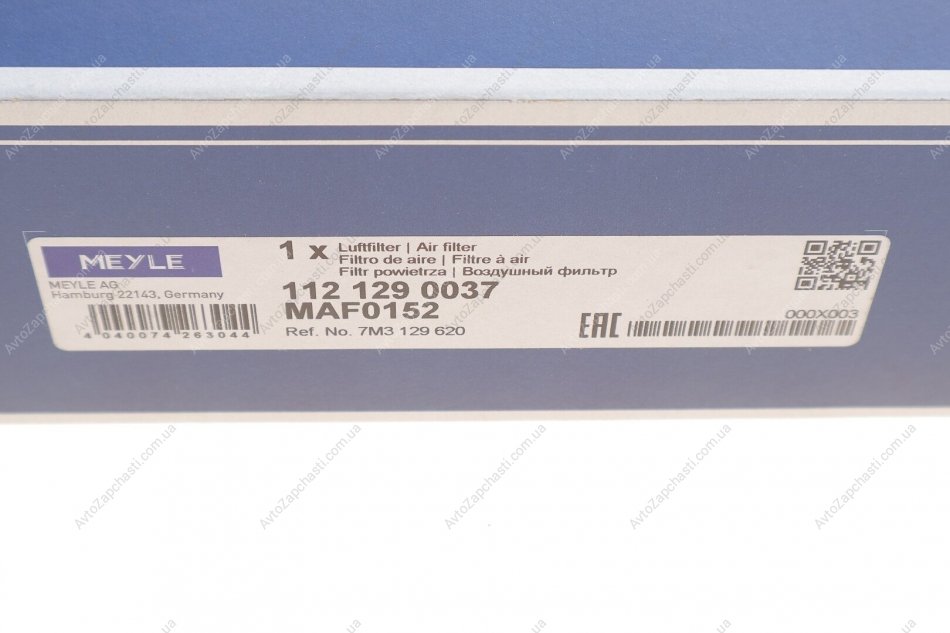 MEYLE
MEYLE AG
Hamburg 22143, Germany
4 040074 263044
1 x Luftfilter | Air filter
Filtro de aire | Filtre à air
Filtr powietrza | Воздушный фильтр
112 129 0037
MAF0152
Ref. No. 7M3 129 620
EAC
000X003
AvtoZapchasti.com.ua